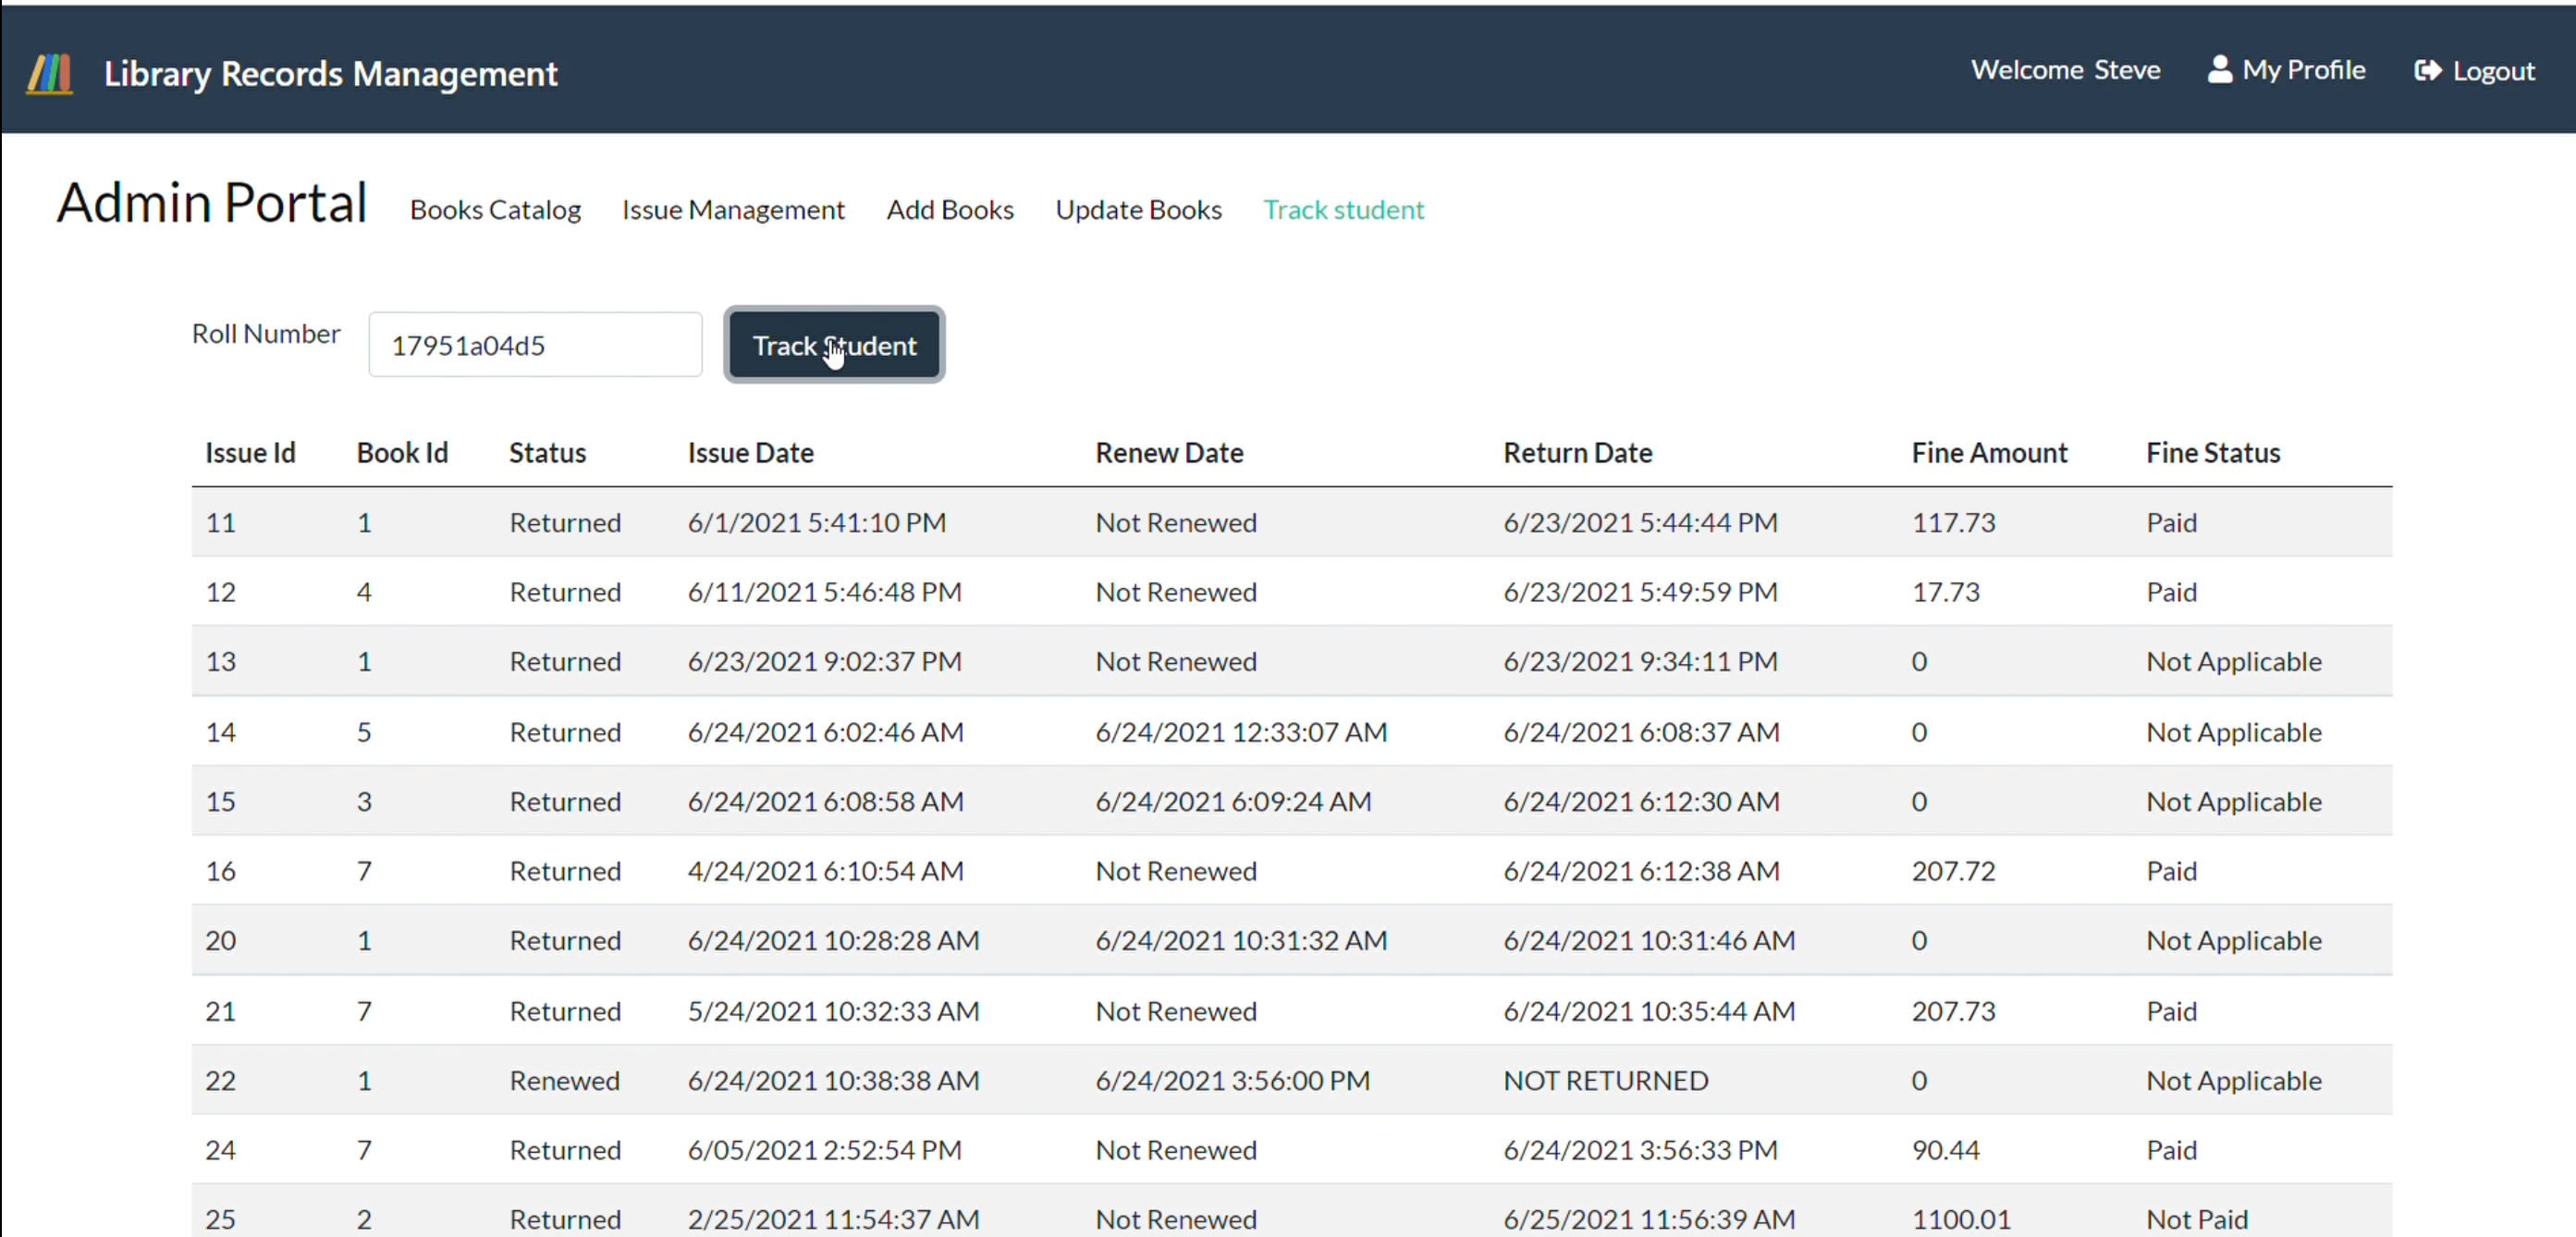 Library Records Management Welcome Steve My Profile Logout
Admin Portal Books Catalog Issue Management Add Books Update Books Track student
Roll Number 17951a04d5 Track Student
Issue Id Book Id Status Issue Date Renew Date Return Date Fine Amount Fine Status
11 1 Returned 6/1/2021 5:41:10 PM Not Renewed 6/23/2021 5:44:44 PM 117.73 Paid
12 4 Returned 6/11/2021 5:46:48 PM Not Renewed 6/23/2021 5:49:59 PM 17.73 Paid
13 1 Returned 6/23/2021 9:02:37 PM Not Renewed 6/23/2021 9:34:11 PM 0 Not Applicable
14 5 Returned 6/24/2021 6:02:46 AM 6/24/2021 12:33:07 AM 6/24/2021 6:08:37 AM 0 Not Applicable
15 3 Returned 6/24/2021 6:08:58 AM 6/24/2021 6:09:24 AM 6/24/2021 6:12:30 AM 0 Not Applicable
16 7 Returned 4/24/2021 6:10:54 AM Not Renewed 6/24/2021 6:12:38 AM 207.72 Paid
20 1 Returned 6/24/2021 10:28:28 AM 6/24/2021 10:31:32 AM 6/24/2021 10:31:46 AM 0 Not Applicable
21 7 Returned 5/24/2021 10:32:33 AM Not Renewed 6/24/2021 10:35:44 AM 207.73 Paid
22 1 Renewed 6/24/2021 10:38:38 AM 6/24/2021 3:56:00 PM NOT RETURNED 0 Not Applicable
24 7 Returned 6/05/2021 2:52:54 PM Not Renewed 6/24/2021 3:56:33 PM 90.44 Paid
25 2 Returned 2/25/2021 11:54:37 AM Not Renewed 6/25/2021 11:56:39 AM 1100.01 Not Paid